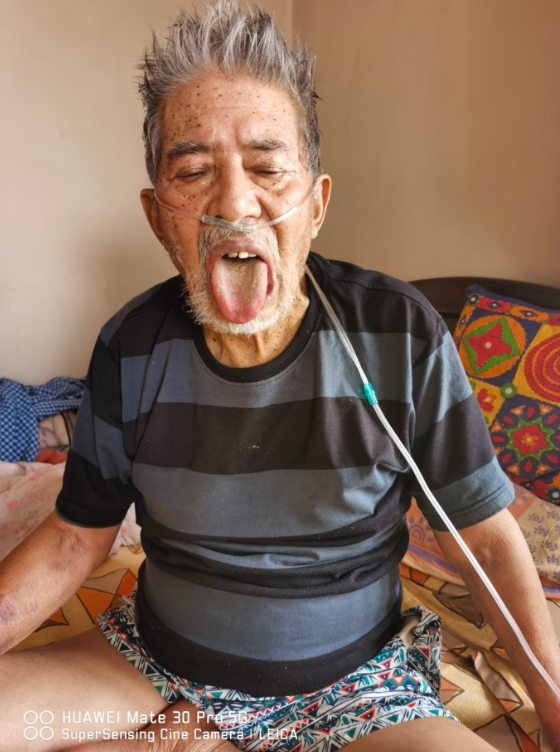 HUAWEI Mate 30 Pro 5G
SuperSensing Cine Camera | LEICA